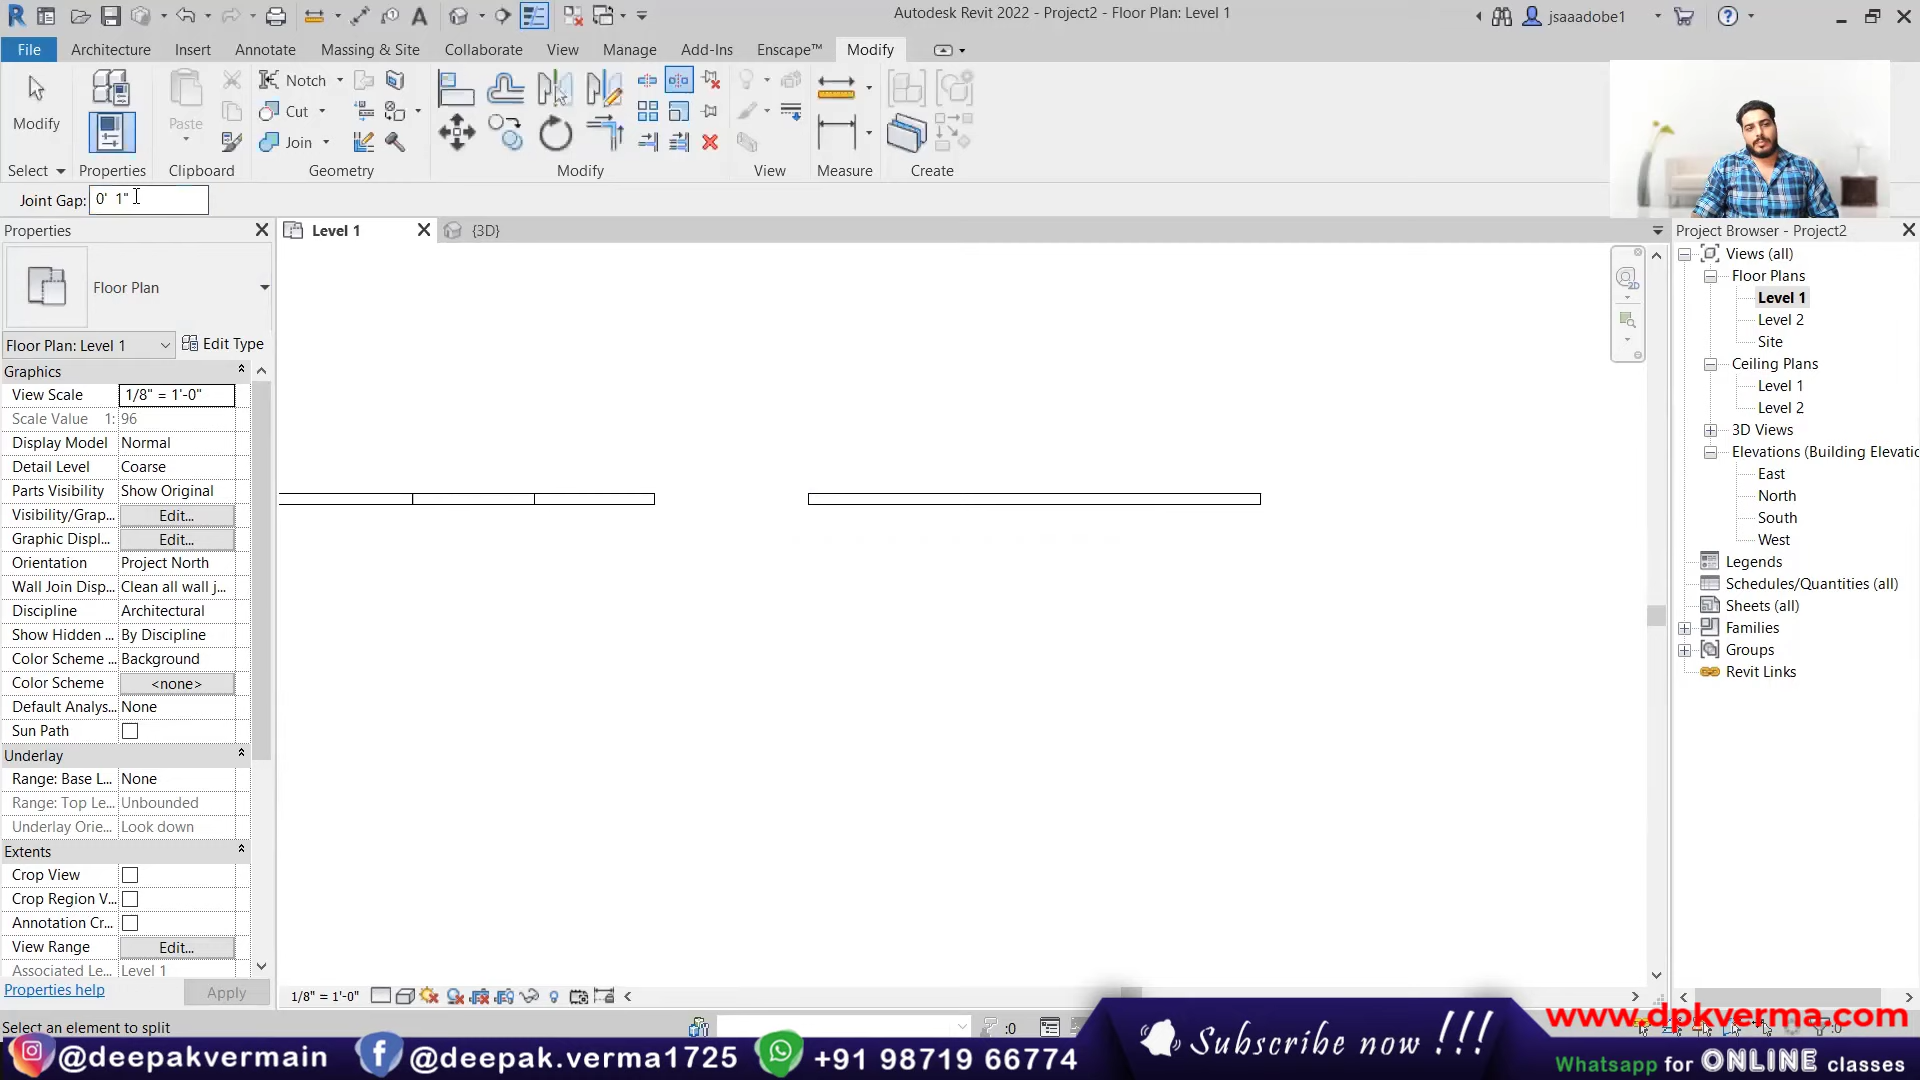 Autodesk Revit 2022 - Project2 - Floor Plan: Level 1
jsaaadobe1
File Architecture Insert Annotate Massing & Site Collaborate View Manage Add-Ins Enscape™ Modify
Modify
Paste
Notch
Cut
Join
Select Properties Clipboard Geometry Modify View Measure Create
Joint Gap: 0' 1"
Properties
Level 1
{3D}
Floor Plan
Floor Plan: Level 1
Edit Type
Graphics
View Scale 1/8" = 1'-0"
Scale Value 1: 96
Display Model Normal
Detail Level Coarse
Parts Visibility Show Original
Visibility/Grap... Edit...
Graphic Displ... Edit...
Orientation Project North
Wall Join Disp... Clean all wall j...
Discipline Architectural
Show Hidden ... By Discipline
Color Scheme ... Background
Color Scheme <none>
Default Analys... None
Sun Path
Underlay
Range: Base L... None
Range: Top Le... Unbounded
Underlay Orie... Look down
Extents
Crop View
Crop Region V...
Annotation Cr...
View Range Edit...
Associated Le... Level 1
Properties help
Apply
1/8" = 1'-0"
Project Browser - Project2
Views (all)
Floor Plans
Level 1
Level 2
Site
Ceiling Plans
Level 1
Level 2
3D Views
Elevations (Building Elevatio
East
North
South
West
Legends
Schedules/Quantities (all)
Sheets (all)
Families
Groups
Revit Links
Select an element to split
:0
:0
@deepakvermain
@deepak.verma1725
+91 98719 66774
Subscribe now !!!
www.dpkverma.com
Whatsapp for ONLINE classes